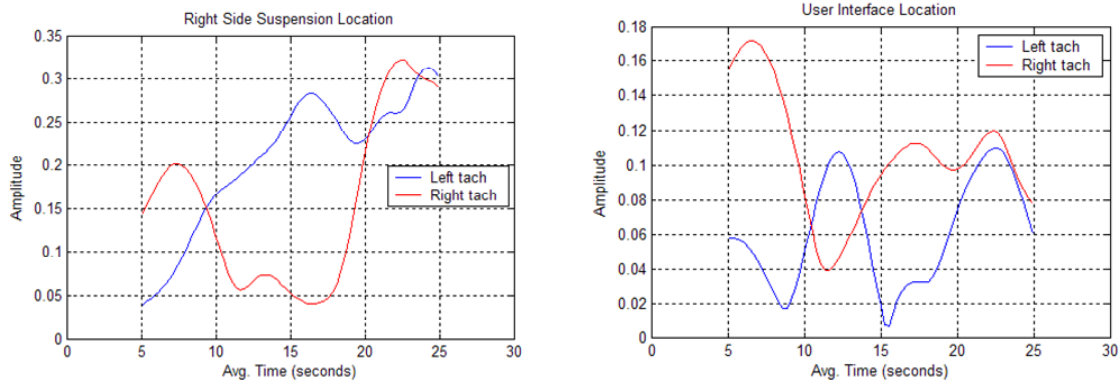 Right Side Suspension Location
0.35
0.3
0.25
0.2
0.15
0.1
0.05
0
Amplitude
Left tach
Right tach
0 5 10 15 20 25 30
Avg. Time (seconds)
User Interface Location
0.18
0.16
0.14
0.12
0.1
0.08
0.06
0.04
0.02
0
Amplitude
Left tach
Right tach
0 5 10 15 20 25 30
Avg. Time (seconds)